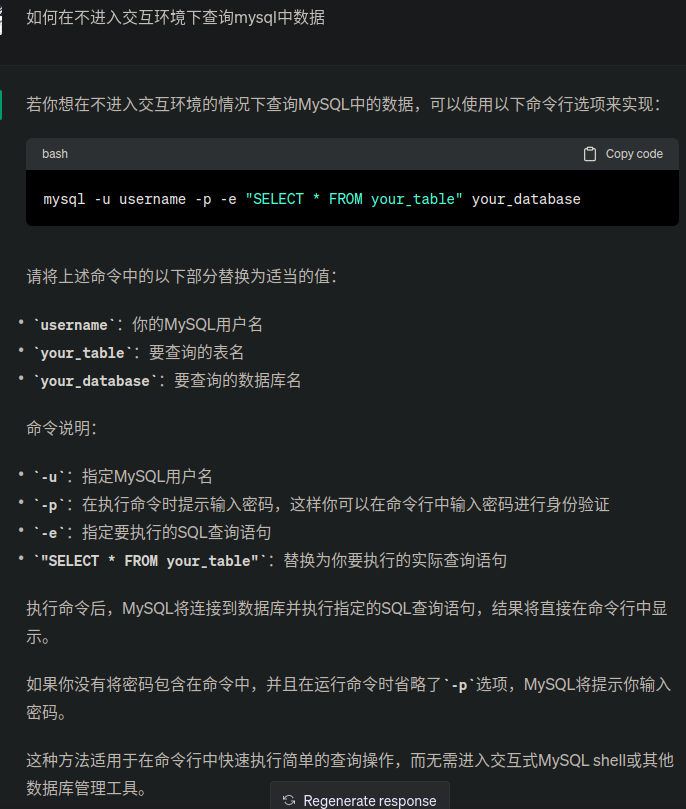 如何在不进入交互环境下查询mysql中数据
若你想在不进入交互环境的情况下查询MySQL中的数据，可以使用以下命令行选项来实现：
bash
Copy code
mysql -u username -p -e "SELECT * FROM your_table" your_database
请将上述命令中的以下部分替换为适当的值：
• `username`：你的MySQL用户名
• `your_table`：要查询的表名
• `your_database`：要查询的数据库名
命令说明：
• `-u`：指定MySQL用户名
• `-p`：在执行命令时提示输入密码，这样你可以在命令行中输入密码进行身份验证
• `-e`：指定要执行的SQL查询语句
• `"SELECT * FROM your_table"`：替换为你要执行的实际查询语句
执行命令后，MySQL将连接到数据库并执行指定的SQL查询语句，结果将直接在命令行中显
示。
如果你没有将密码包含在命令中，并且在运行命令时省略了`-p`选项，MySQL将提示你输入
密码。
这种方法适用于在命令行中快速执行简单的查询操作，而无需进入交互式MySQL shell或其他
数据库管理工具。
Regenerate response